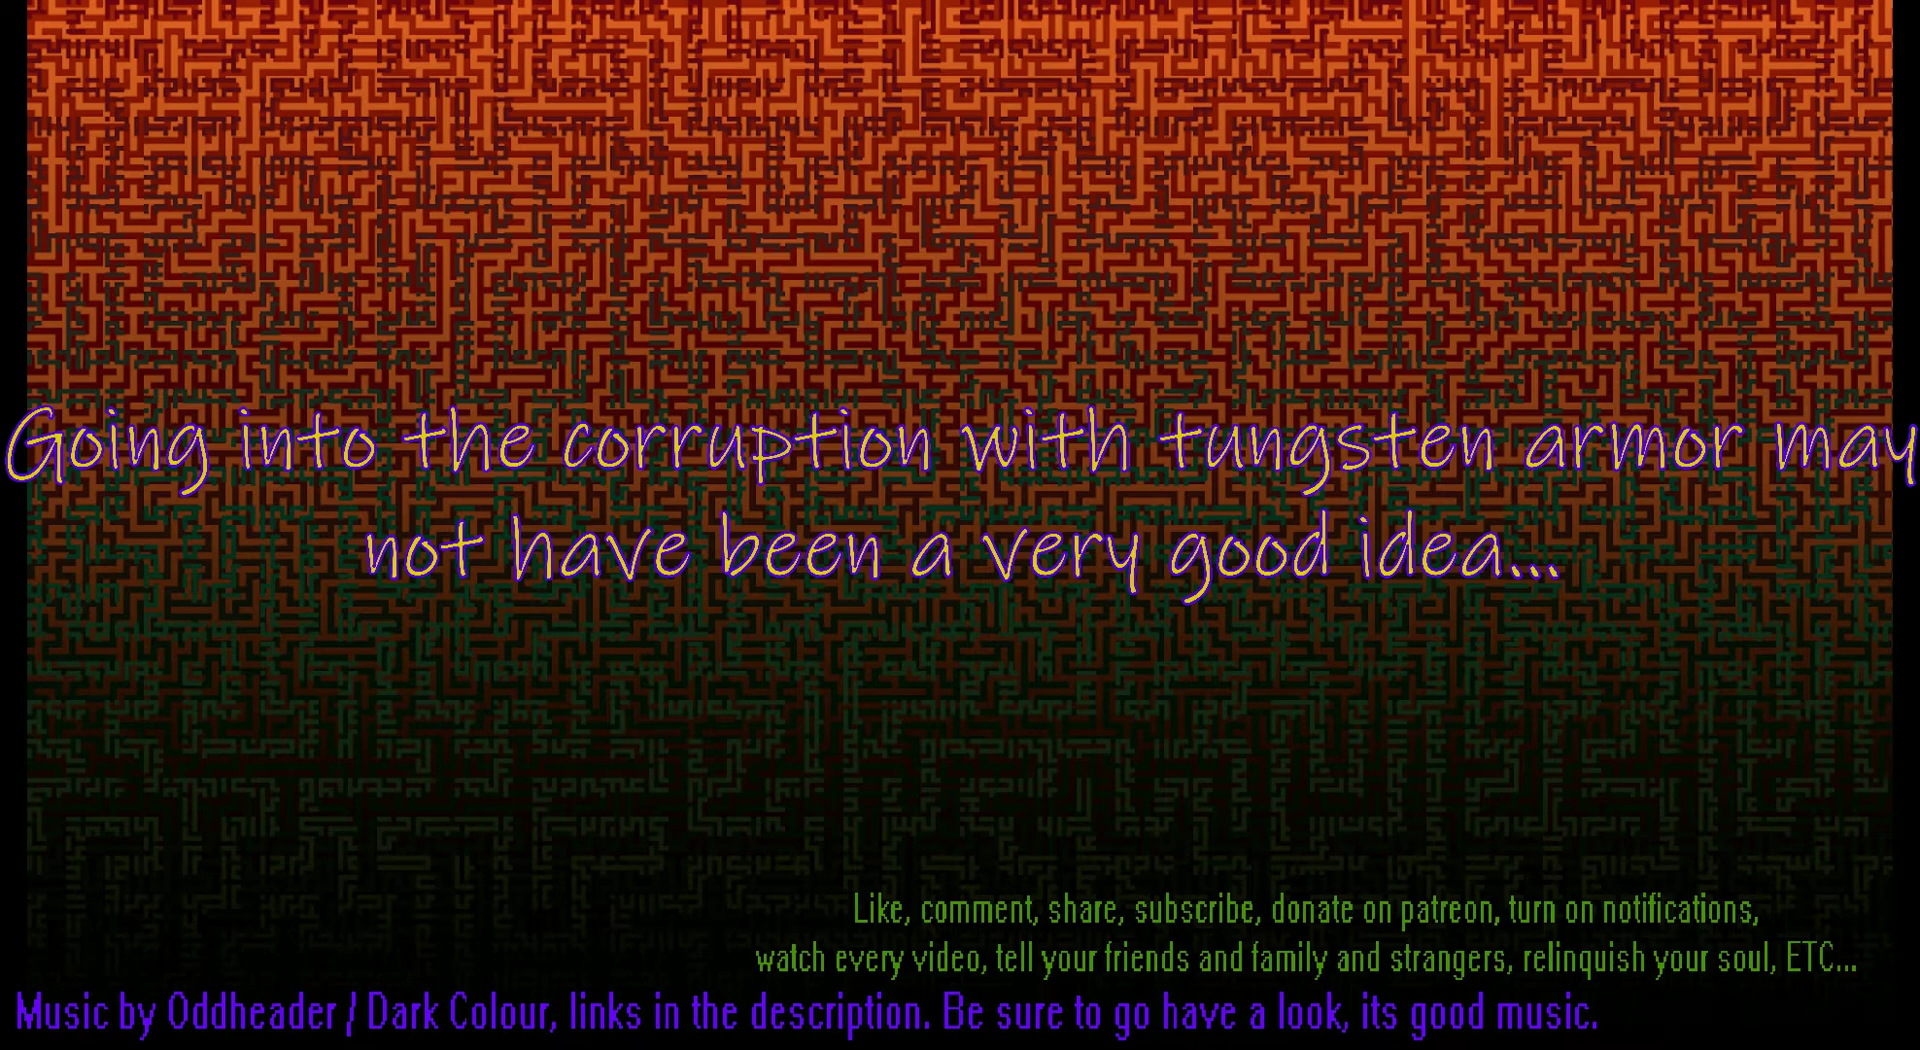 Going into the corruption with tungsten armor may
not have been a very good idea...
Like, comment, share, subscribe, donate on patreon, turn on notifications,
watch every video, tell your friends and family and strangers, relinquish your soul, ETC...
Music by Oddheader / Dark Colour, links in the description. Be sure to go have a look, its good music.